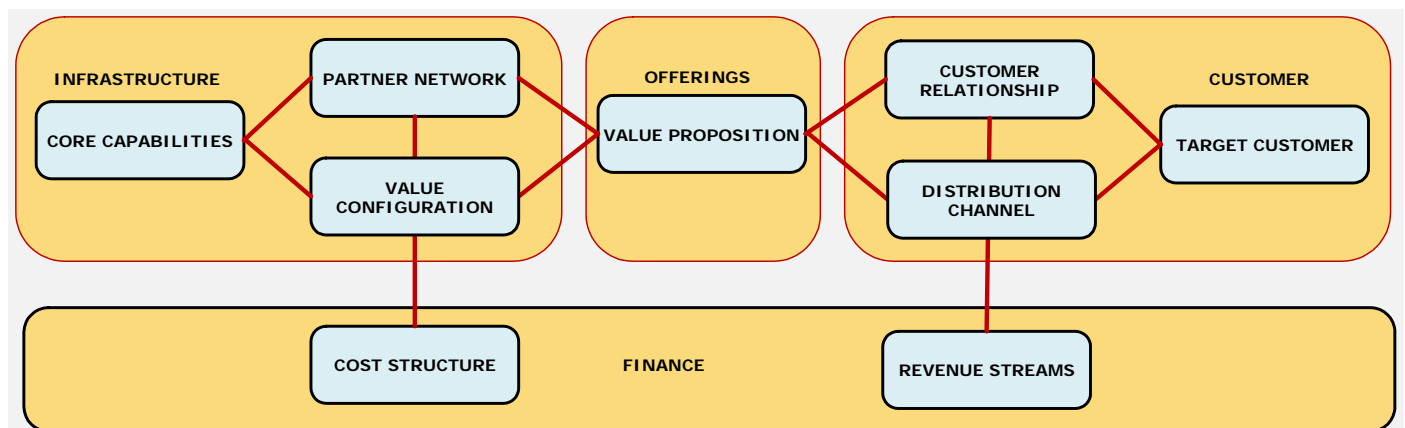 INFRASTRUCTURE
CORE CAPABILITIES
PARTNER NETWORK
VALUE
CONFIGURATION
OFFERINGS
VALUE PROPOSITION
CUSTOMER
RELATIONSHIP
DISTRIBUTION
CHANNEL
CUSTOMER
TARGET CUSTOMER
COST STRUCTURE
FINANCE
REVENUE STREAMS